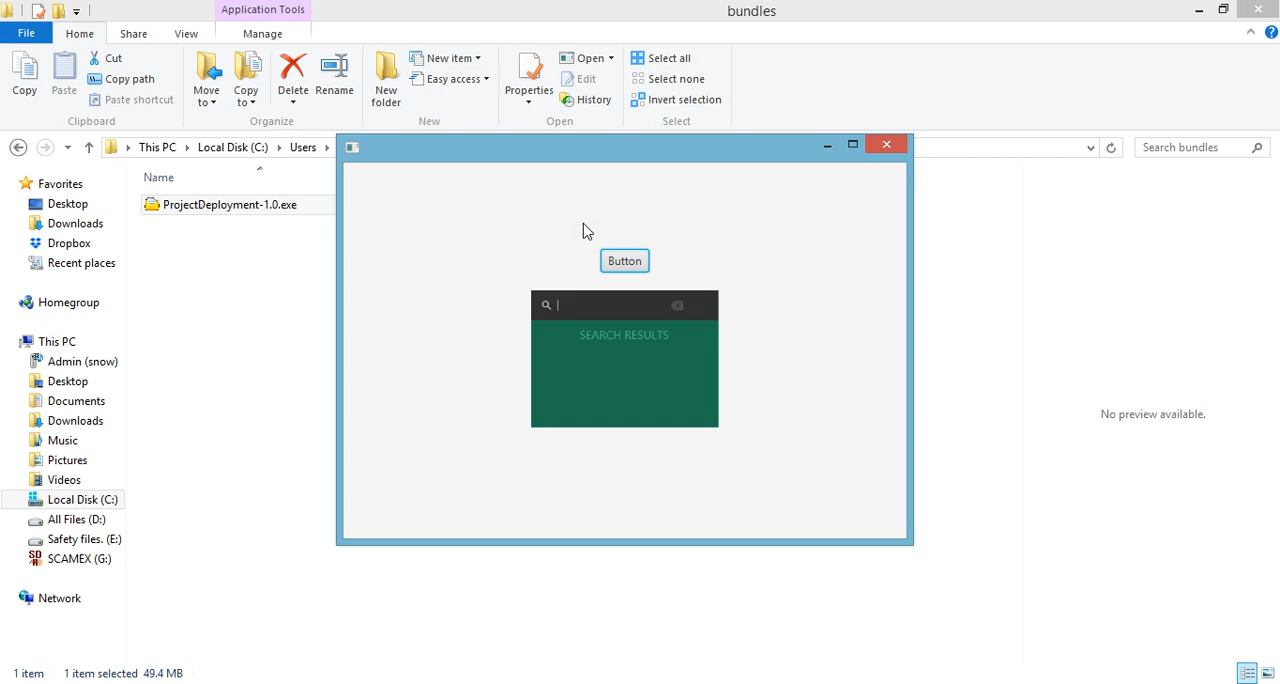 Application Tools
bundles
File
Home
Share
View
Manage
Copy
Paste
Cut
Copy path
Paste shortcut
Clipboard
Move to
Copy to
Delete
Rename
Organize
New folder
New item
Easy access
New
Properties
Open
Edit
History
Open
Select all
Select none
Invert selection
Select
This PC
Local Disk (C:)
Users
Search bundles
Favorites
Desktop
Downloads
Dropbox
Recent places
Homegroup
This PC
Admin (snow)
Desktop
Documents
Downloads
Music
Pictures
Videos
Local Disk (C:)
All Files (D:)
Safety files. (E:)
SCAMEX (G:)
Network
Name
ProjectDeployment-1.0.exe
Button
SEARCH RESULTS
No preview available.
1 item
1 item selected 49.4 MB